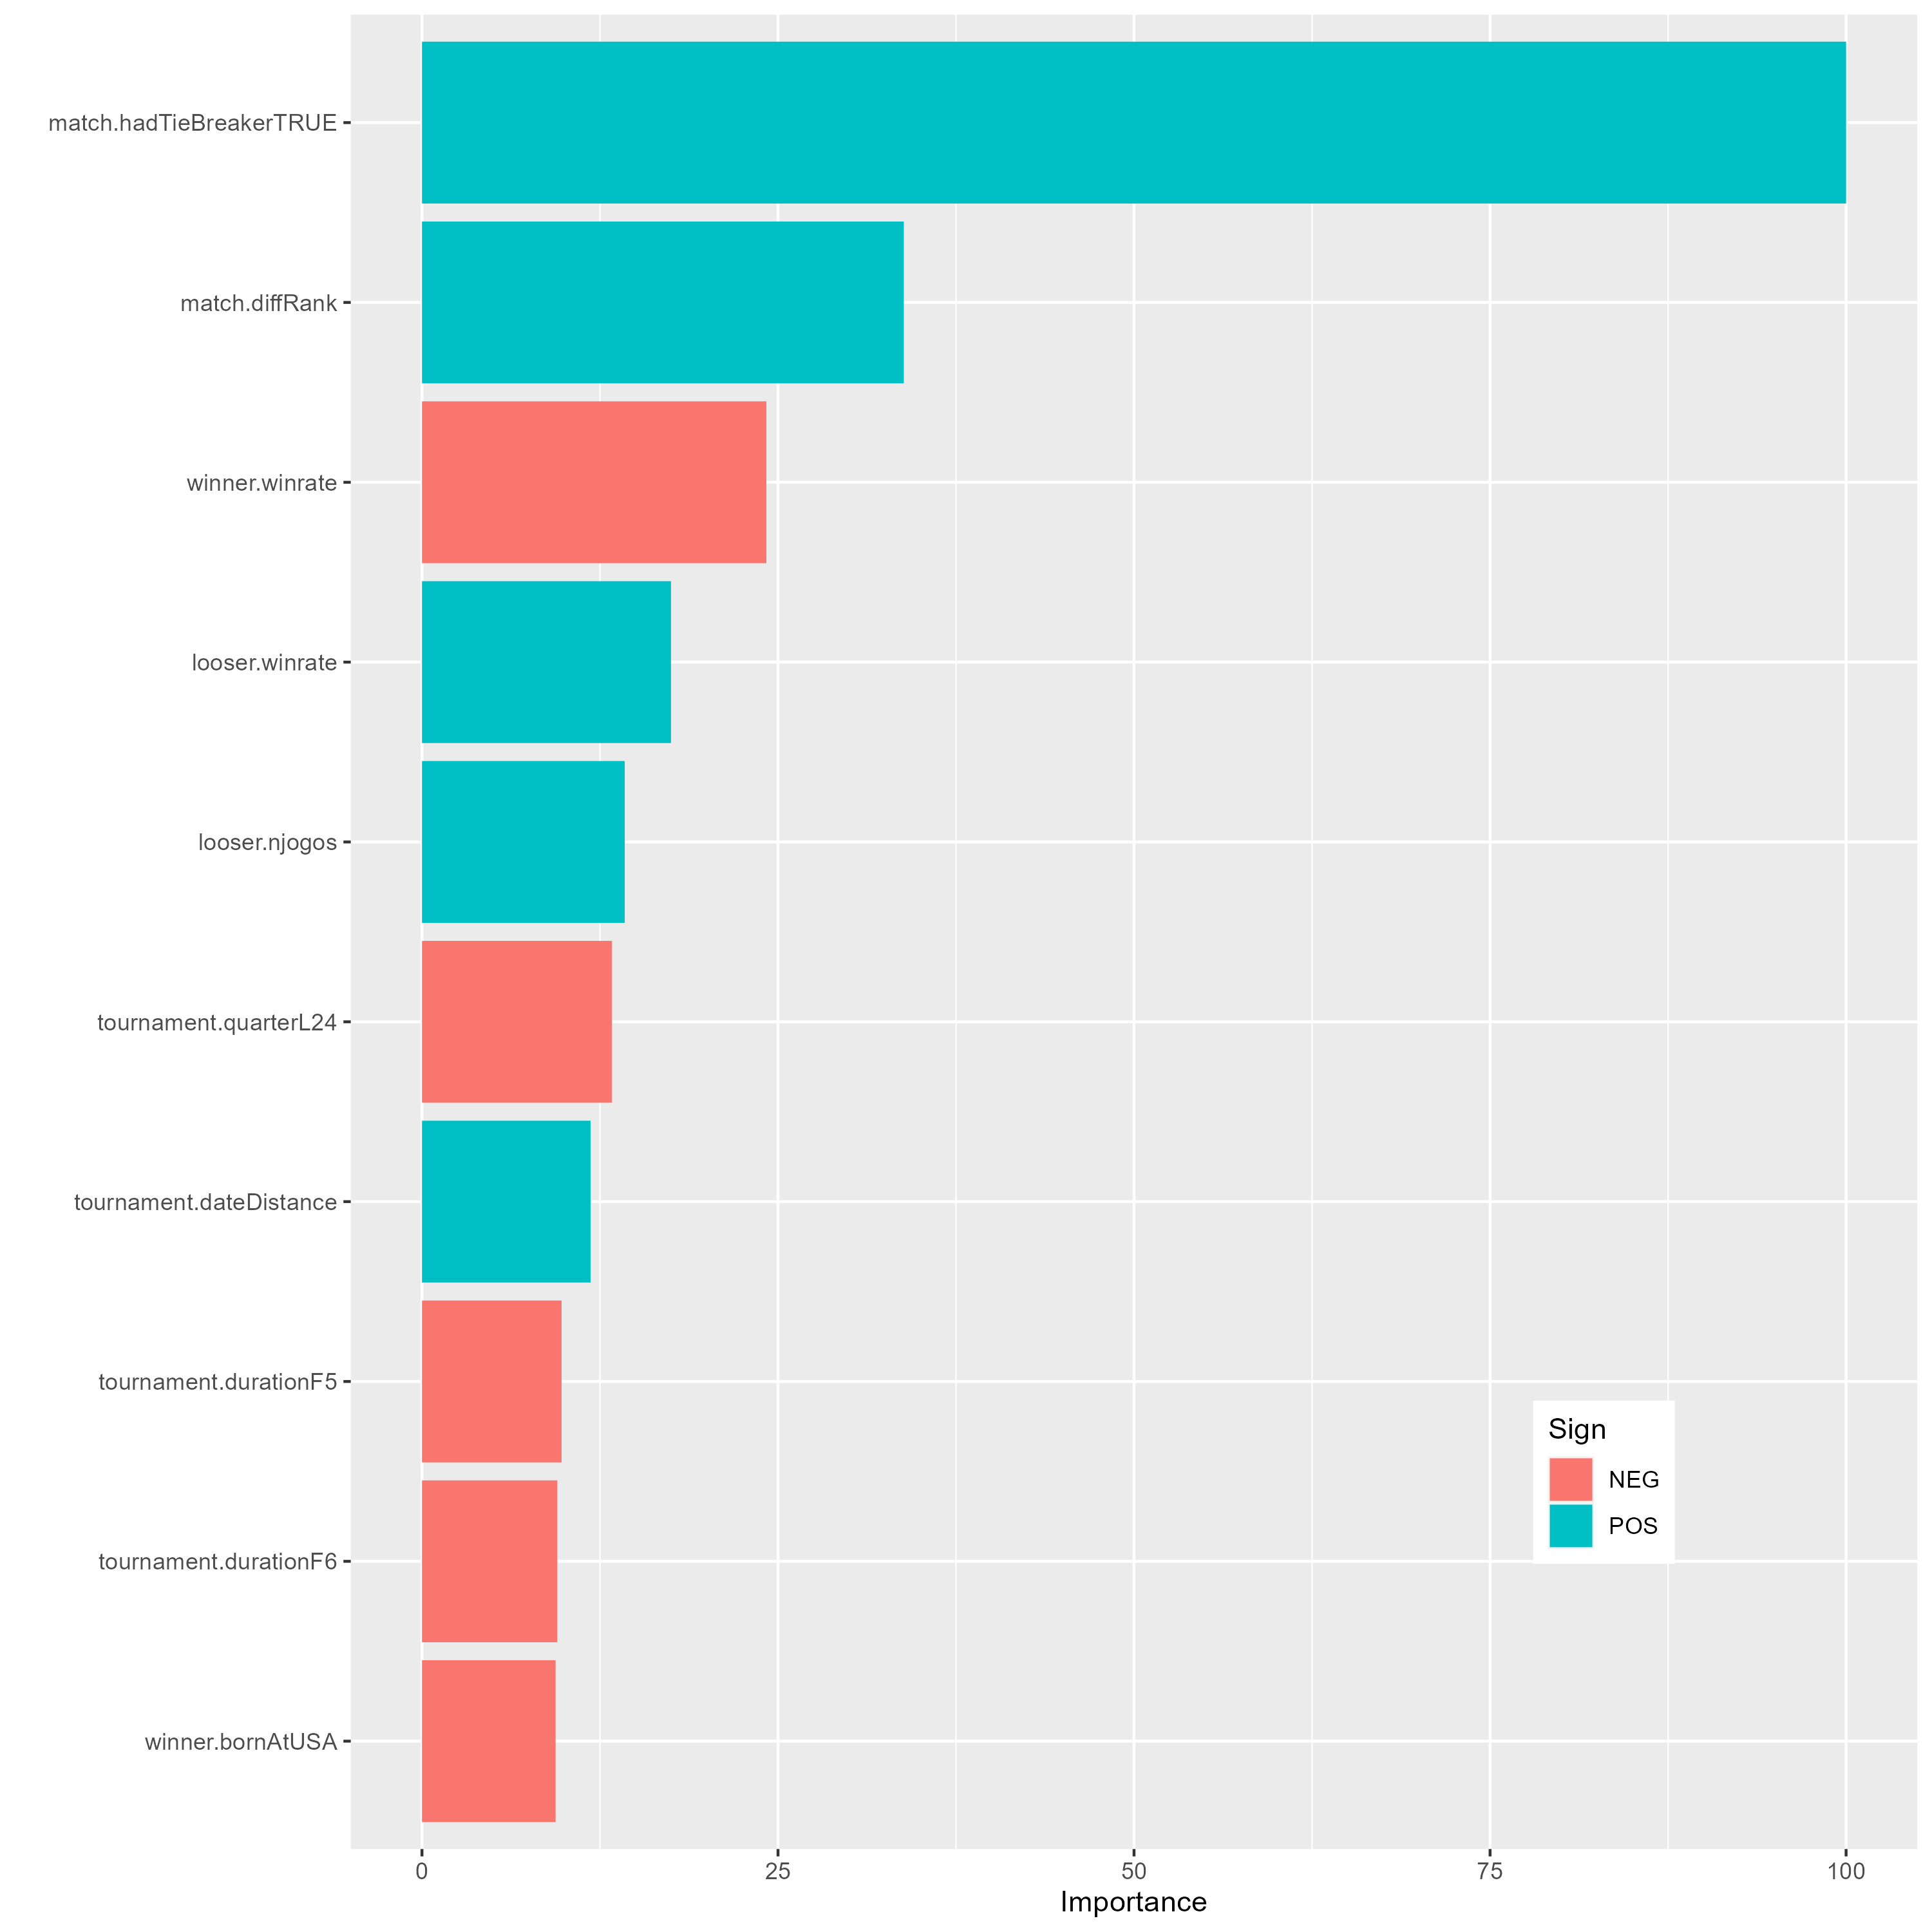 match.hadTieBreakerTRUE
match.diffRank
winner.winrate
looser.winrate
looser.njogos
tournament.quarterL24
tournament.dateDistance
tournament.durationF5
tournament.durationF6
winner.bornAtUSA
Sign
NEG
POS
0 25 50 75 100
Importance